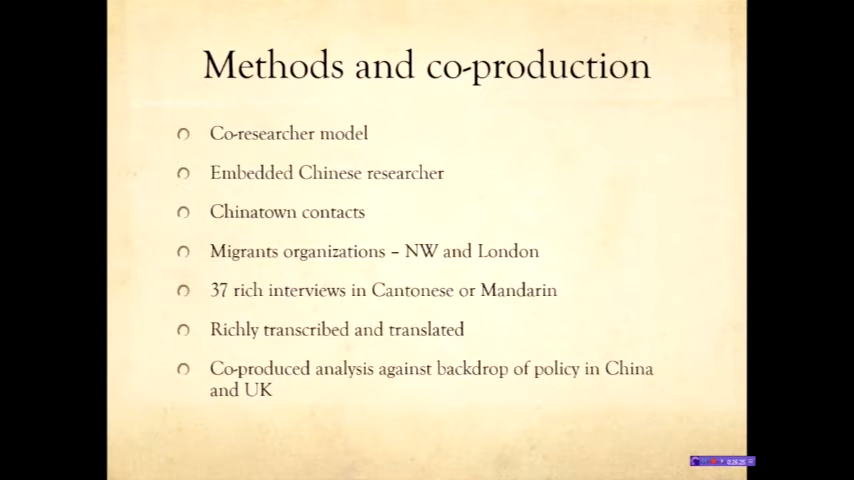 Methods and co-production
Co-researcher model
Embedded Chinese researcher
Chinatown contacts
Migrants organizations – NW and London
37 rich interviews in Cantonese or Mandarin
Richly transcribed and translated
Co-produced analysis against backdrop of policy in China
and UK